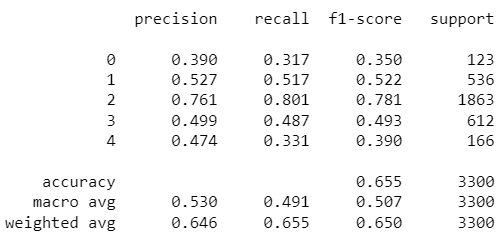 precision recall f1-score support
0 0.390 0.317 0.350 123
1 0.527 0.517 0.522 536
2 0.761 0.801 0.781 1863
3 0.499 0.487 0.493 612
4 0.474 0.331 0.390 166
accuracy 0.655 3300
macro avg 0.530 0.491 0.507 3300
weighted avg 0.646 0.655 0.650 3300